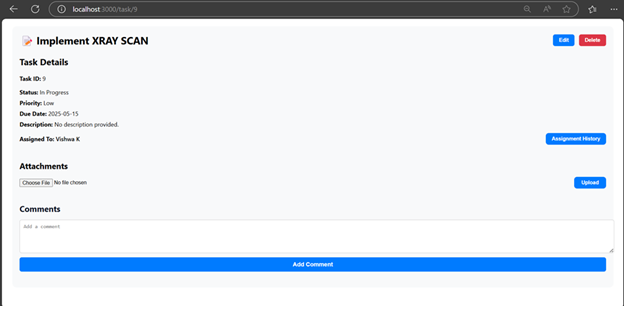 localhost:3000/task/9
Implement XRAY SCAN
Edit
Delete
Task Details
Task ID: 9
Status: In Progress
Priority: Low
Due Date: 2025-05-15
Description: No description provided.
Assigned To: Vishwa K
Assignment History
Attachments
Choose File No file chosen
Upload
Comments
Add a comment
Add Comment